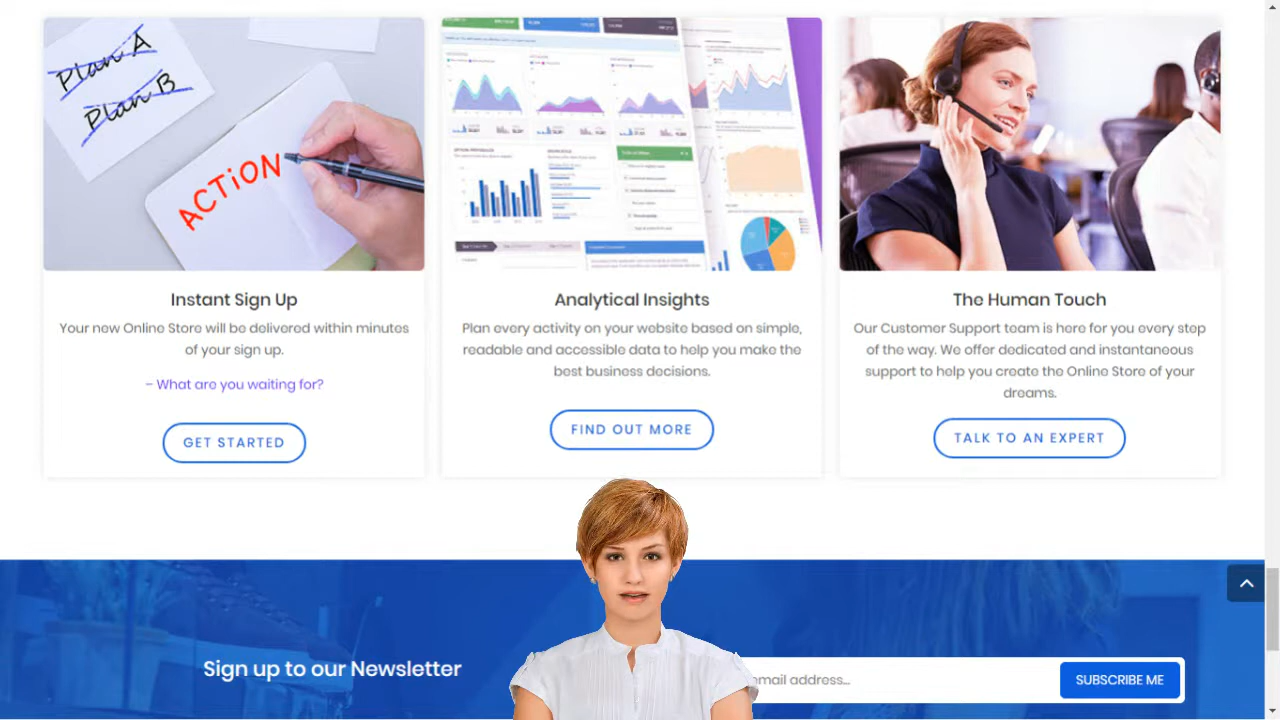 Plan A
Plan B
ACTION
Instant Sign Up
Your new Online Store will be delivered within minutes
of your sign up.
– What are you waiting for?
GET STARTED
Analytical Insights
Plan every activity on your website based on simple,
readable and accessible data to help you make the
best business decisions.
FIND OUT MORE
The Human Touch
Our Customer Support team is here for you every step
of the way. We offer dedicated and instantaneous
support to help you create the Online Store of your
dreams.
TALK TO AN EXPERT
Sign up to our Newsletter
address...
SUBSCRIBE ME